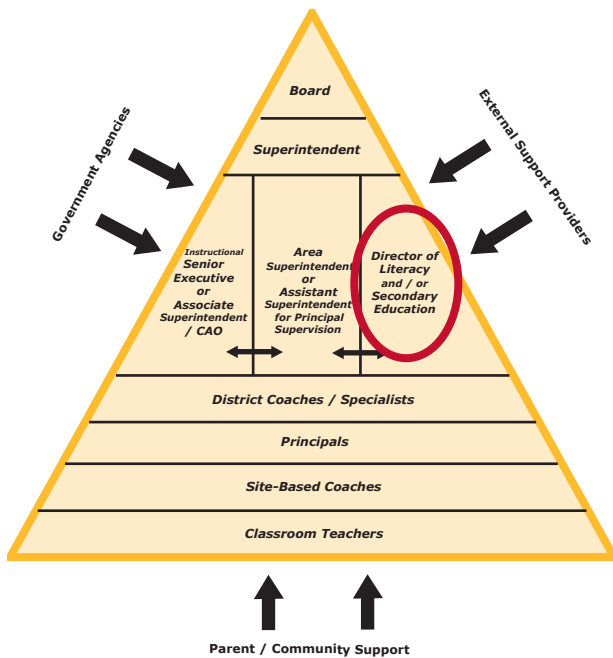 Board
Superintendent
Government Agencies
External Support Providers
Instructional
Senior
Executive
or
Associate
Superintendent
/ CAO
Area
Superintendent
or
Assistant
Superintendent
for Principal
Supervision
Director of
Literacy
and / or
Secondary
Education
District Coaches / Specialists
Principals
Site-Based Coaches
Classroom Teachers
Parent / Community Support